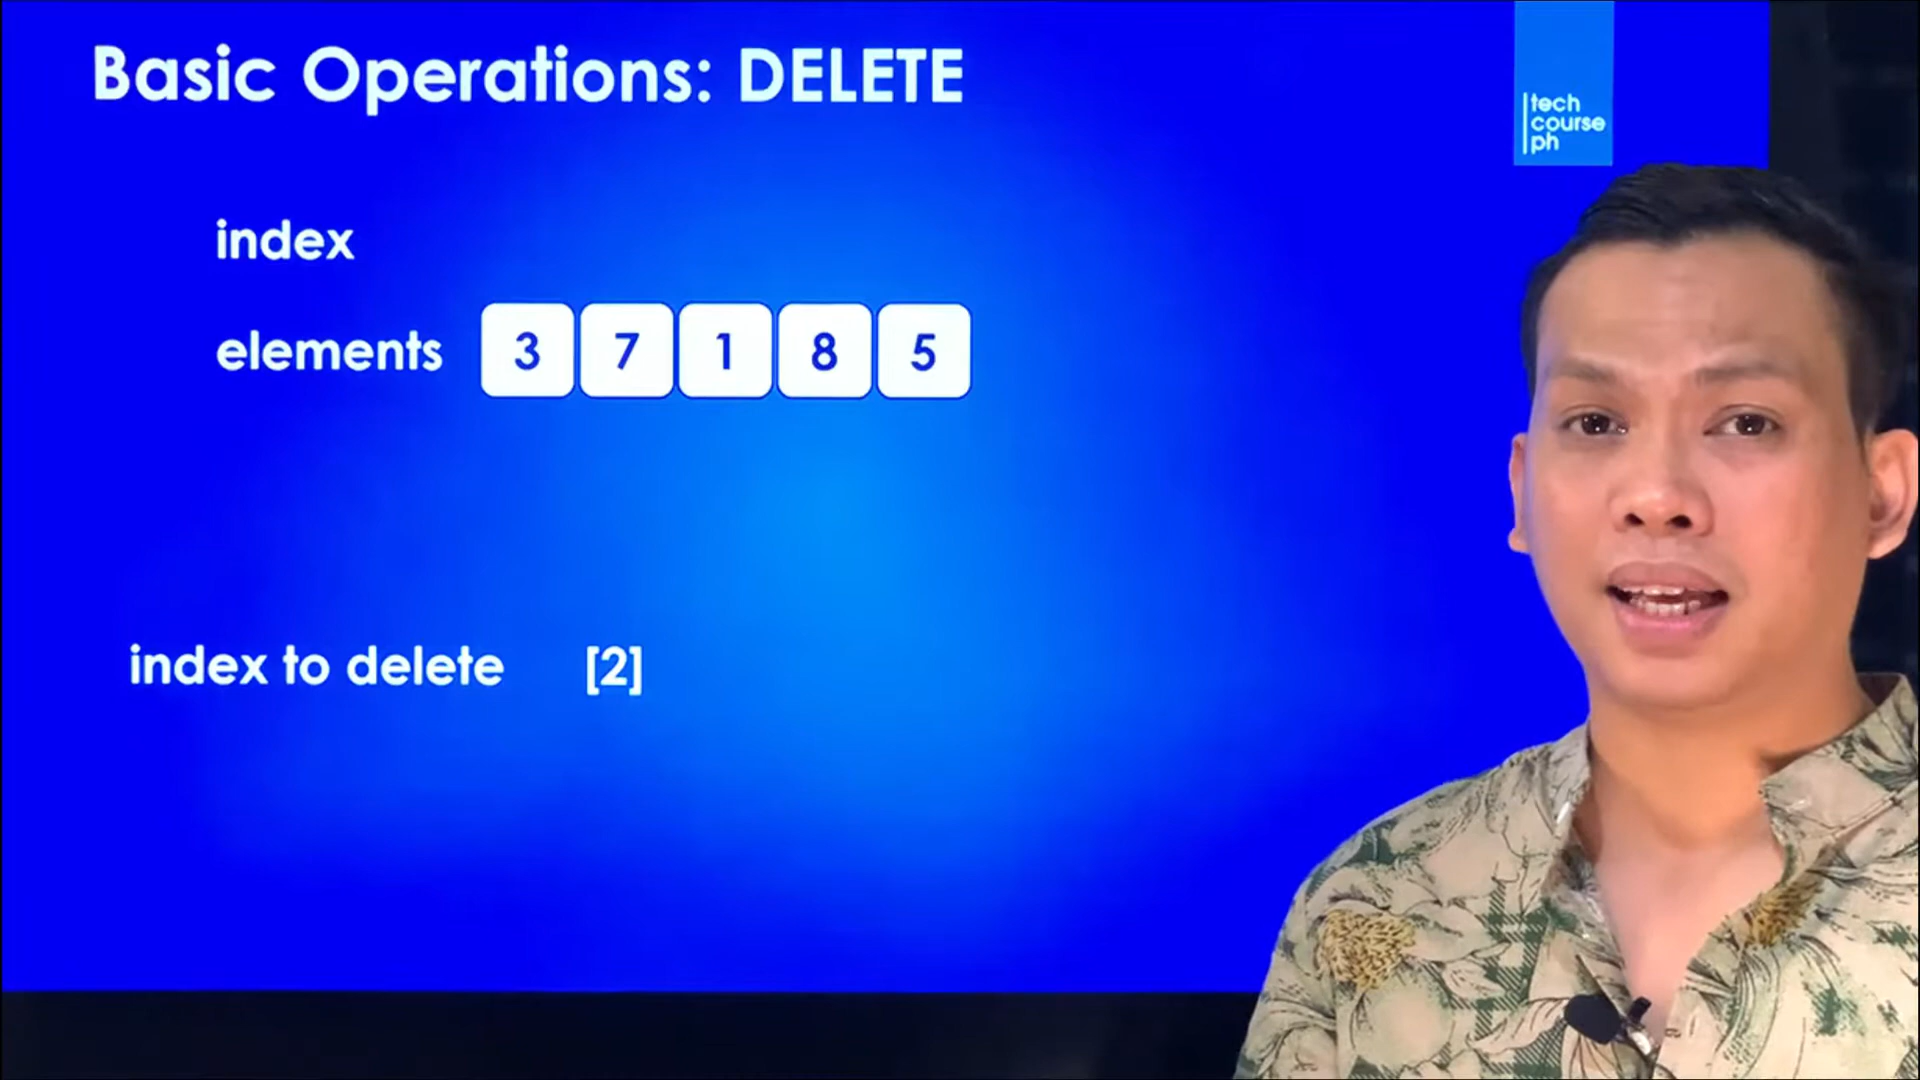 Basic Operations: DELETE
tech
course
ph
index
elements 3 7 1 8 5
index to delete [2]